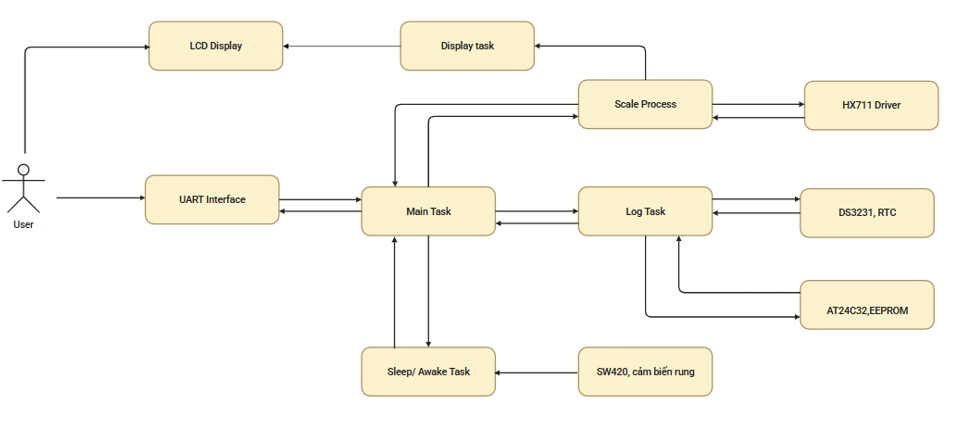 LCD Display
Display task
Scale Process
HX711 Driver
User
UART Interface
Main Task
Log Task
DS3231, RTC
AT24C32,EEPROM
Sleep/ Awake Task
SW420, cảm biến rung